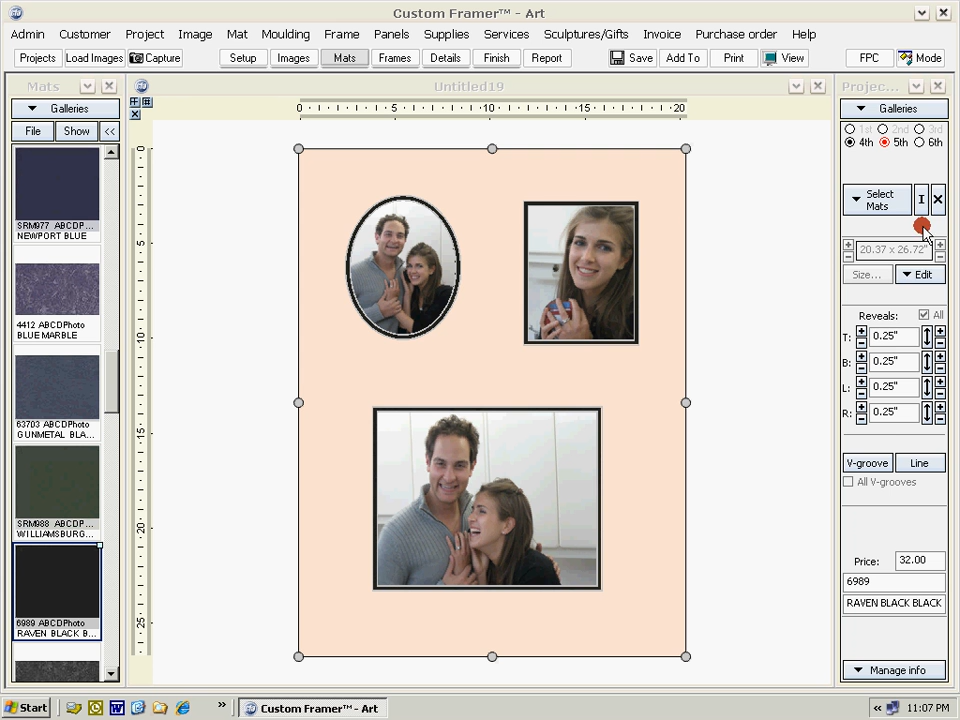 Custom Framer™ - Art
Admin Customer Project Image Mat Moulding Frame Panels Supplies Services Sculptures/Gifts Invoice Purchase order Help
Projects Load Images Capture Setup Images Mats Frames Details Finish Report Save Add To Print View FPC Mode
Mats
Galleries
File Show <<
SRM977 ABCDP...
NEWPORT BLUE
4412 ABCDPhoto
BLUE MARBLE
63703 ABCDPhoto
GUNMETAL BLA...
SRM988 ABCDP...
WILLIAMSBURG...
6989 ABCDPhoto
RAVEN BLACK B...
Untitled19
0 5 10 15 20
0
5
10
15
20
25
Projec...
Galleries
1st 2nd 3rd
4th 5th 6th
Select
Mats
I X
20.37 x 26.72"
Size... Edit
Reveals: All
T: 0.25"
B: 0.25"
L: 0.25"
R: 0.25"
V-groove Line
All V-grooves
Price: 32.00
6989
RAVEN BLACK BLACK
Manage info
Start » Custom Framer™ - Art « 11:07 PM